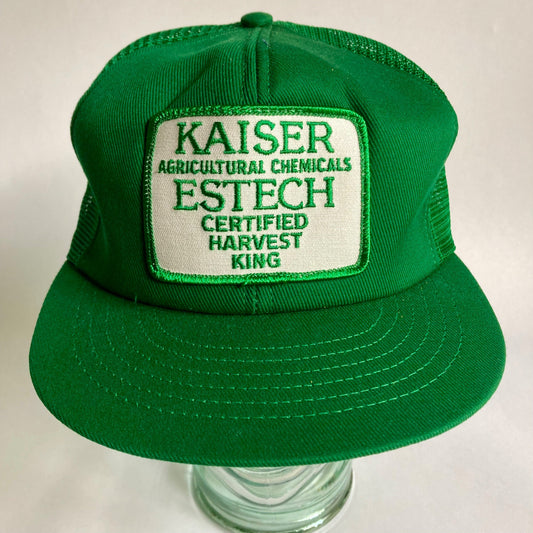 KAISER
AGRICULTURAL CHEMICALS
ESTECH
CERTIFIED
HARVEST
KING